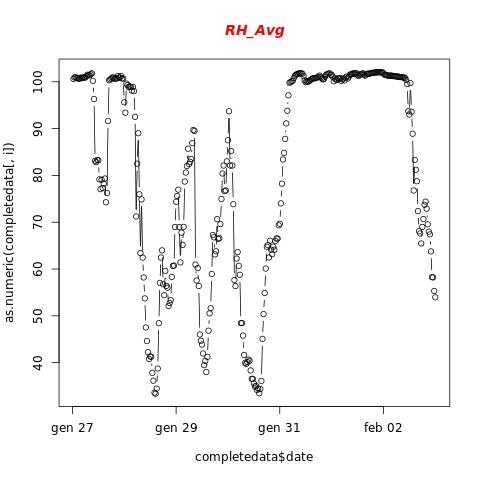 RH_Avg
as.numeric(completedata[, i])
100
90
80
70
60
50
40
gen 27
gen 29
gen 31
feb 02
completedata$date